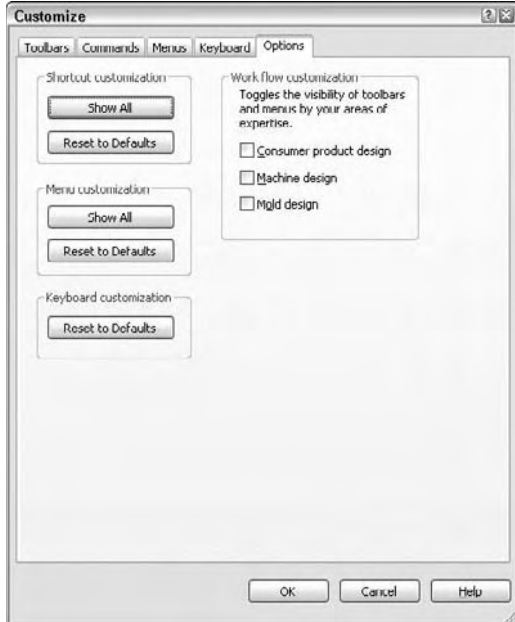 Customize
Toolbars Commands Menus Keyboard Options
Shortcut customization
Show All
Reset to Defaults
Menu customization
Show All
Reset to Defaults
Keyboard customization
Reset to Defaults
Work flow customization
Toggles the visibility of toolbars
and menus by your areas of
expertise.
Consumer product design
Machine design
Mold design
OK Cancel Help